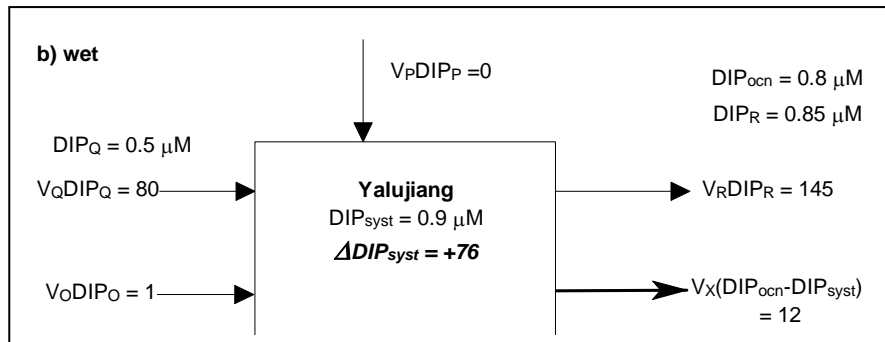 b) wet
VPDIPP =0
DIPocn = 0.8 μM
DIPR = 0.85 μM
DIPQ = 0.5 μM
VQDIPQ = 80
Yalujiang
DIPsyst = 0.9 μM
ΔDIPsyst = +76
VRDIPR = 145
VODIPO = 1
VX(DIPocn-DIPsyst)
= 12